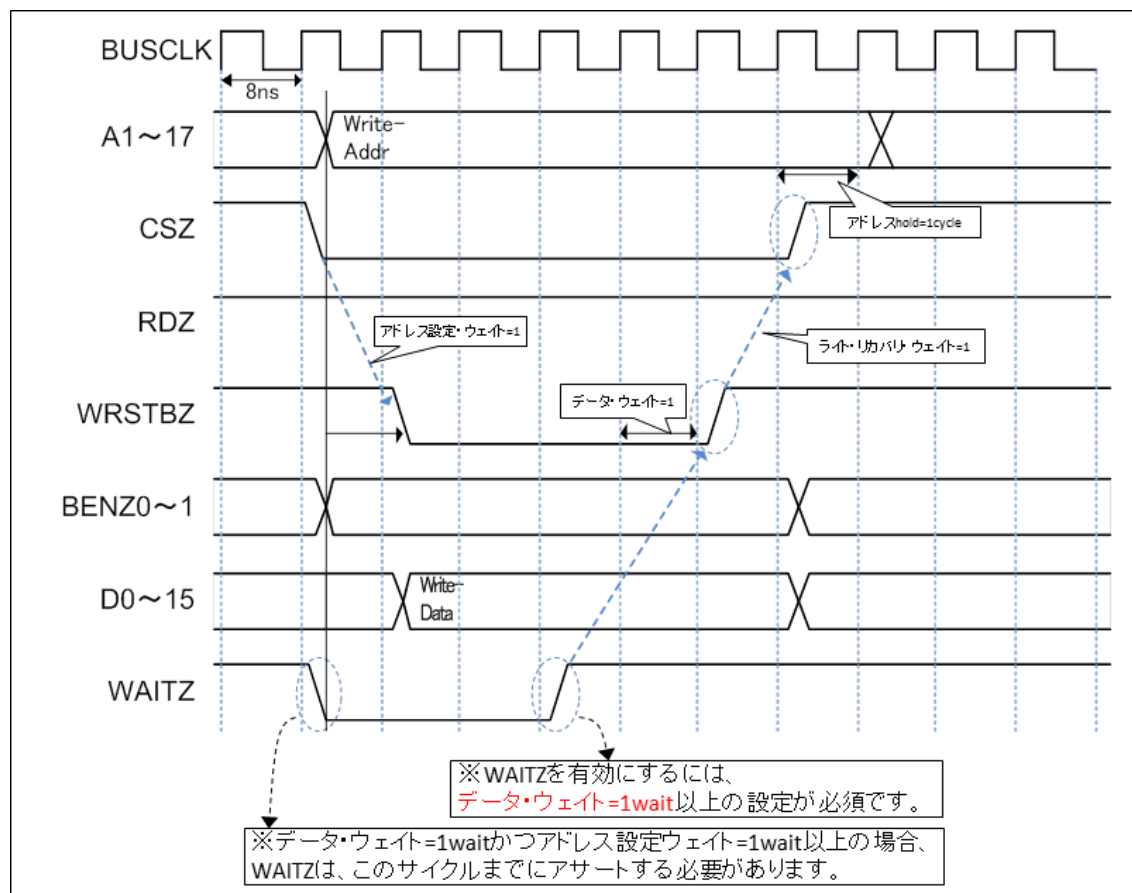 BUSCLK
8ns
A1～17
Write-
Addr
CSZ
アドレスhold=1cycle
RDZ
アドレス設定・ウェイト=1
ライト・リカバリ・ウェイト=1
WRSTBZ
データ・ウェイト=1
BENZ0～1
D0～15
Write-
Data
WAITZ
※WAITZを有効にするには、
データ・ウェイト=1wait以上の設定が必須です。
※データ・ウェイト=1waitかつアドレス設定ウェイト=1wait以上の場合、
WAITZは、このサイクルまでにアサートする必要があります。